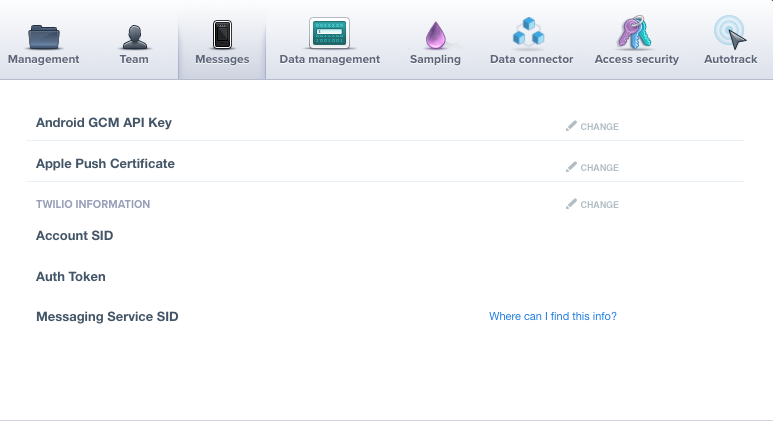 Management Team Messages Data management Sampling Data connector Access security Autotrack
Android GCM API Key CHANGE
Apple Push Certificate CHANGE
TWILIO INFORMATION CHANGE
Account SID
Auth Token
Messaging Service SID Where can I find this info?